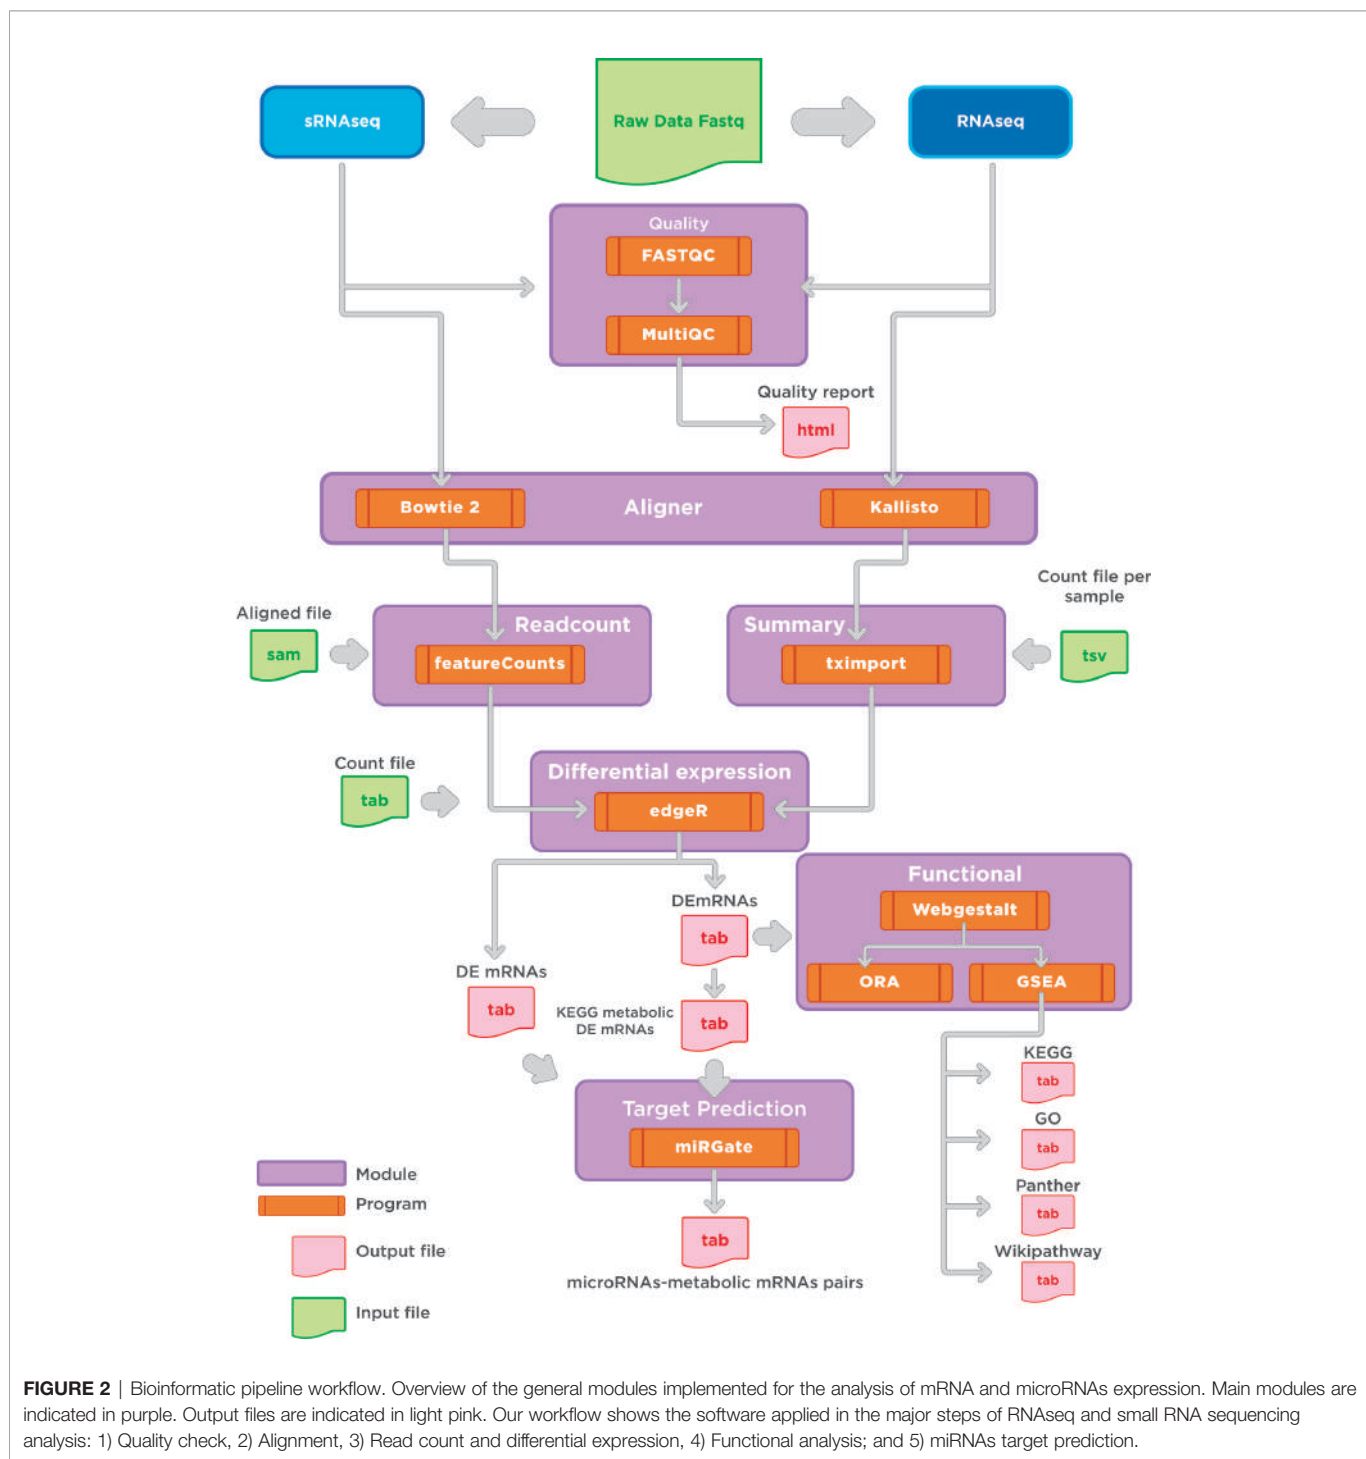 sRNAseq
Raw Data Fastq
RNAseq
Quality
FASTQC
MultiQC
Quality report
html
Bowtie 2
Aligner
Kallisto
Count file per
sample
Aligned file
sam
Readcount
featureCounts
Summary
tximport
tsv
Count file
tab
Differential expression
edgeR
Functional
Webgestalt
ORA
GSEA
DEmRNAs
tab
DE mRNAs
tab
KEGG metabolic
DE mRNAs
tab
KEGG
tab
GO
tab
Panther
tab
Wikipathway
tab
Target Prediction
miRGate
tab
microRNAs-metabolic mRNAs pairs
Module
Program
Output file
Input file
FIGURE 2 | Bioinformatic pipeline workflow. Overview of the general modules implemented for the analysis of mRNA and microRNAs expression. Main modules are
indicated in purple. Output files are indicated in light pink. Our workflow shows the software applied in the major steps of RNAseq and small RNA sequencing
analysis: 1) Quality check, 2) Alignment, 3) Read count and differential expression, 4) Functional analysis; and 5) miRNAs target prediction.